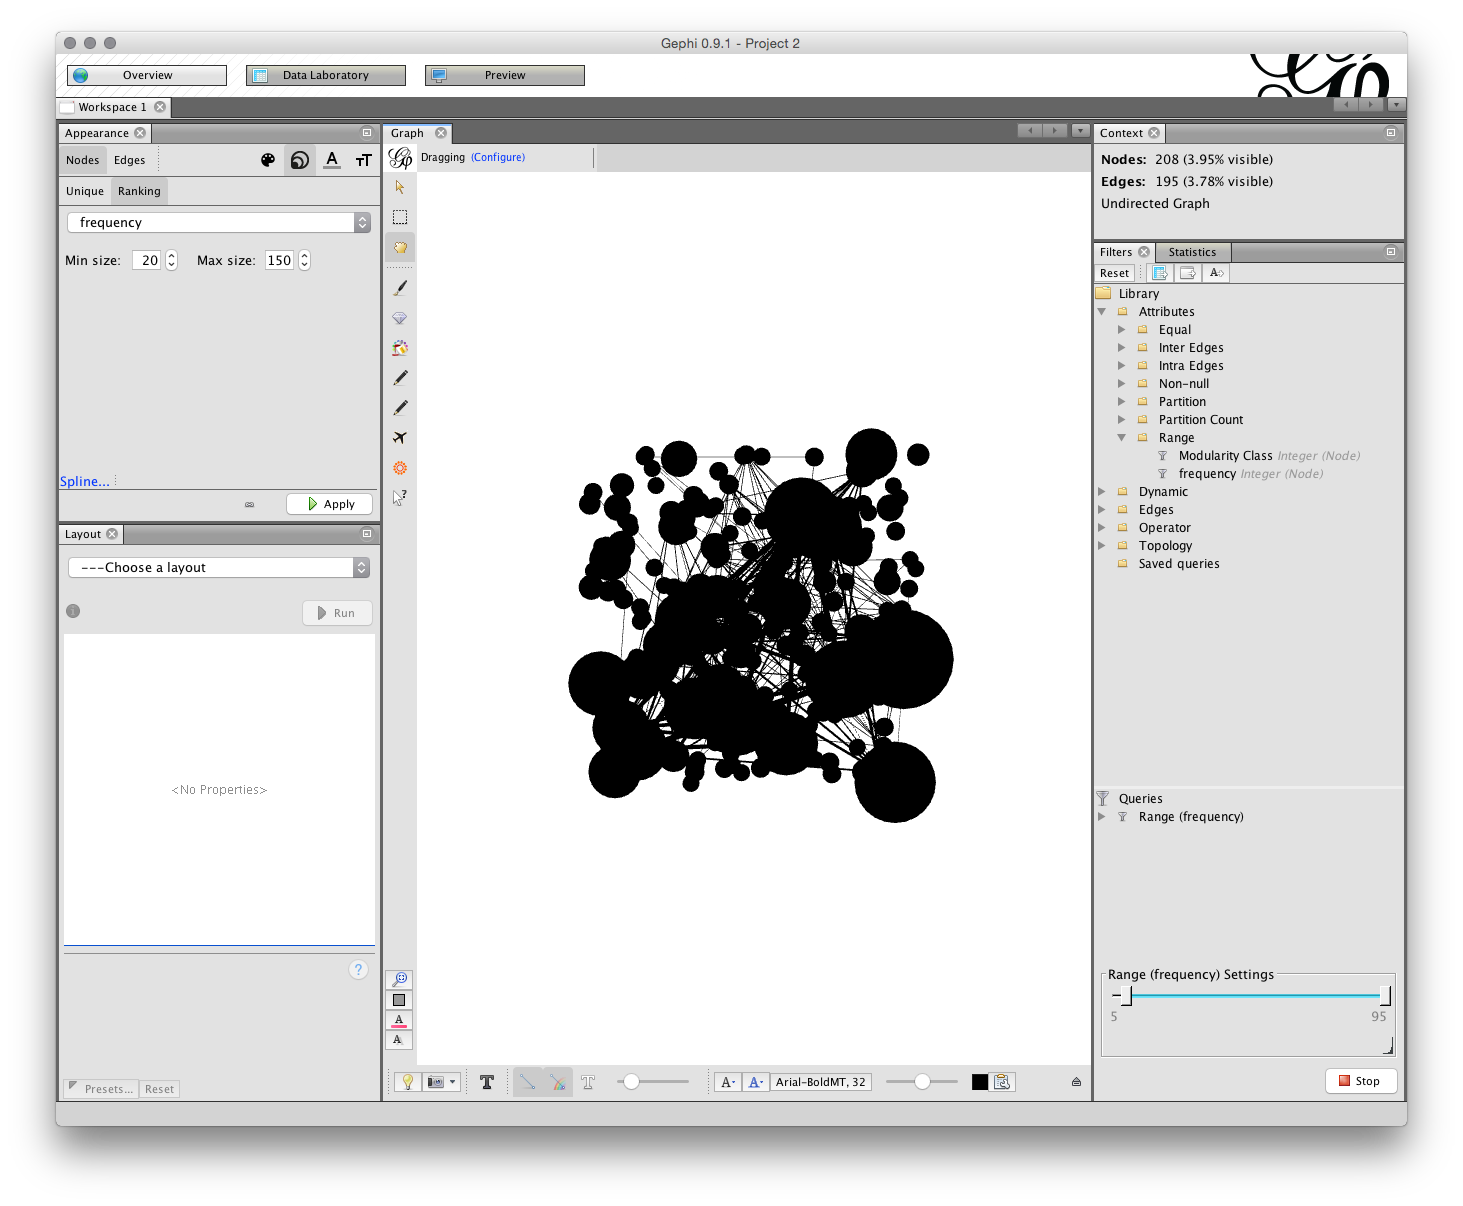 Gephi 0.9.1 - Project 2
Overview
Data Laboratory
Preview
Workspace 1
Appearance
Nodes Edges
Unique Ranking
frequency
Min size: 20 Max size: 150
Spline...
Apply
Layout
---Choose a layout
Run
<No Properties>
?
Presets... Reset
Graph
Dragging (Configure)
Arial-BoldMT, 32
Context
Nodes: 208 (3.95% visible)
Edges: 195 (3.78% visible)
Undirected Graph
Filters Statistics
Reset
Library
Attributes
Equal
Inter Edges
Intra Edges
Non-null
Partition
Partition Count
Range
Modularity Class Integer (Node)
frequency Integer (Node)
Dynamic
Edges
Operator
Topology
Saved queries
Queries
Range (frequency)
Range (frequency) Settings
5 95
Stop